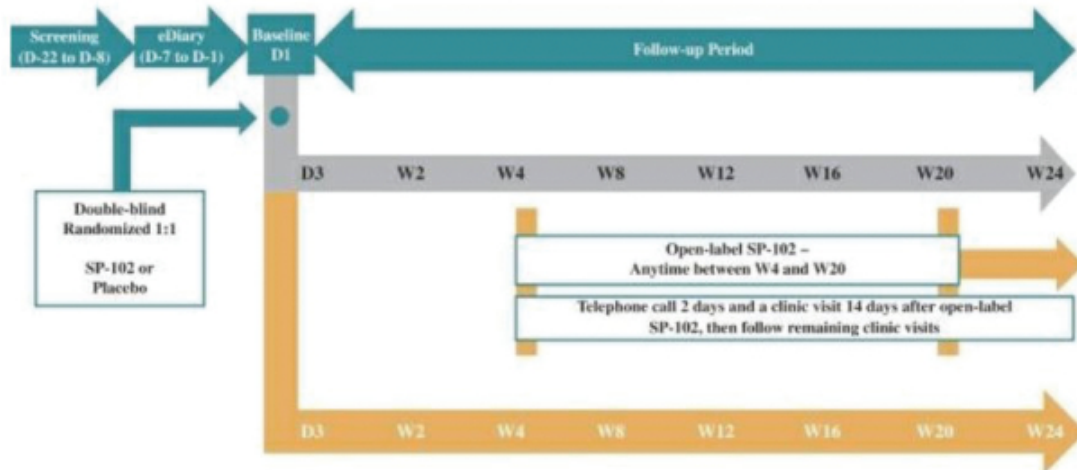 Screening
(D-22 to D-8)
eDiary
(D-7 to D-1)
Baseline
D1
Follow-up Period
D3 W2 W4 W8 W12 W16 W20 W24
Double-blind
Randomized 1:1
SP-102 or
Placebo
Open-label SP-102 –
Anytime between W4 and W20
Telephone call 2 days and a clinic visit 14 days after open-label
SP-102, then follow remaining clinic visits
D3 W2 W4 W8 W12 W16 W20 W24